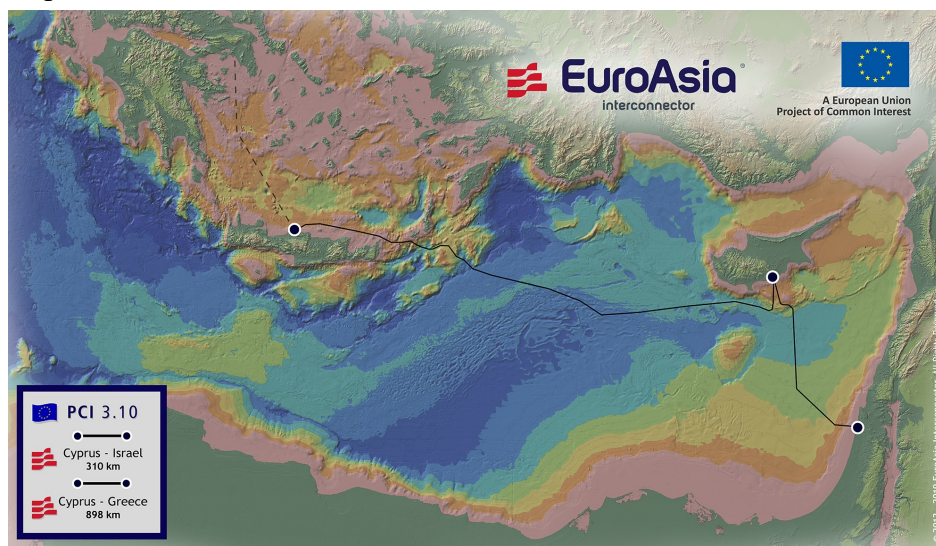 EuroAsia
interconnector
A European Union
Project of Common Interest
PCI 3.10
Cyprus - Israel
310 km
Cyprus - Greece
898 km